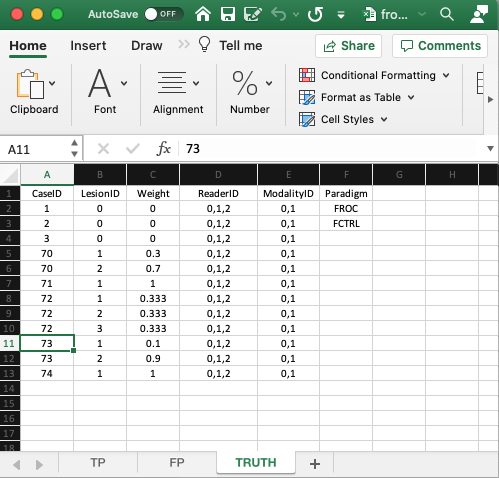 AutoSave OFF fro...
Home Insert Draw Tell me Share Comments
Clipboard Font Alignment Number Conditional Formatting
Format as Table
Cell Styles
A11 fx 73
A B C D E F G H
1 CaseID LesionID Weight ReaderID ModalityID Paradigm
2 1 0 0 0,1,2 0,1 FROC
3 2 0 0 0,1,2 0,1 FCTRL
4 3 0 0 0,1,2 0,1
5 70 1 0.3 0,1,2 0,1
6 70 2 0.7 0,1,2 0,1
7 71 1 1 0,1,2 0,1
8 72 1 0.333 0,1,2 0,1
9 72 2 0.333 0,1,2 0,1
10 72 3 0.333 0,1,2 0,1
11 73 1 0.1 0,1,2 0,1
12 73 2 0.9 0,1,2 0,1
13 74 1 1 0,1,2 0,1
14
15
16
17
18
TP FP TRUTH +